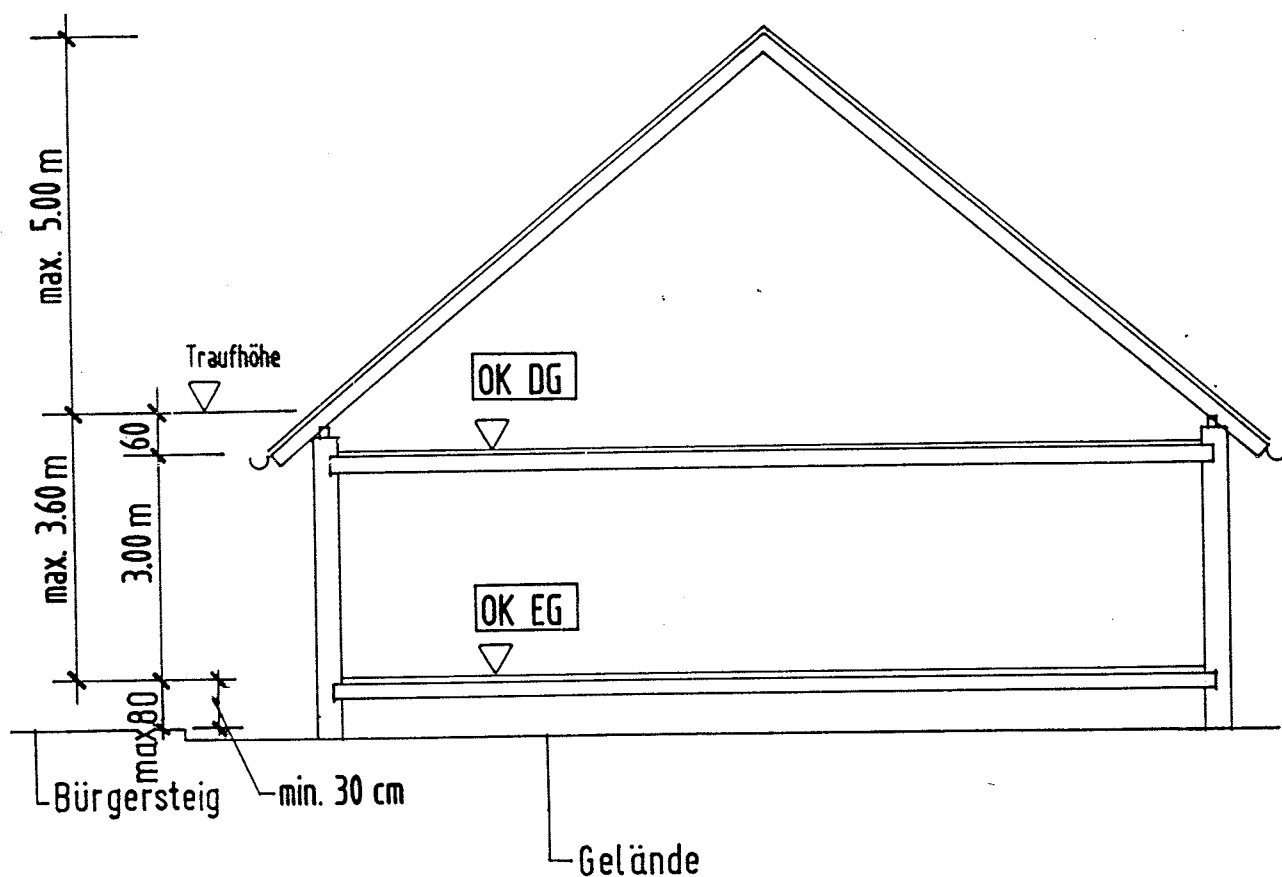 max. 5.00 m
Traufhöhe
OK DG
60
max. 3.60 m
3.00 m
OK EG
max 80
Bürgersteig
min. 30 cm
Gelände